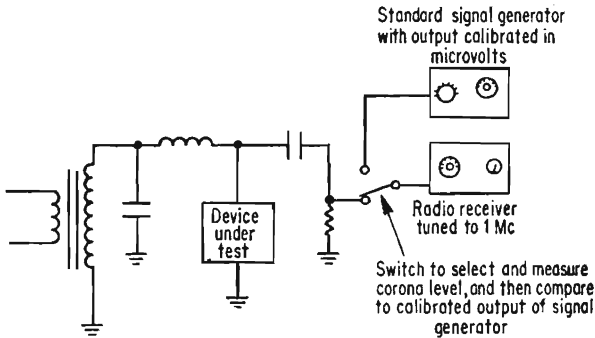 Standard signal generator
with output calibrated in
microvolts
Device
under
test
Radio receiver
tuned to 1 Mc
Switch to select and measure
corona level, and then compare
to calibrated output of signal
generator